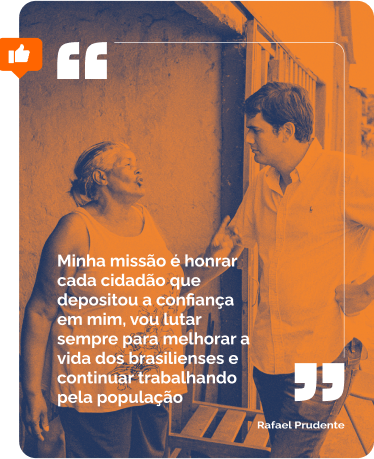 Minha missão é honrar
cada cidadão que
depositou a confiança
em mim, vou lutar
sempre para melhorar a
vida dos brasilienses e
continuar trabalhando
pela população
Rafael Prudente